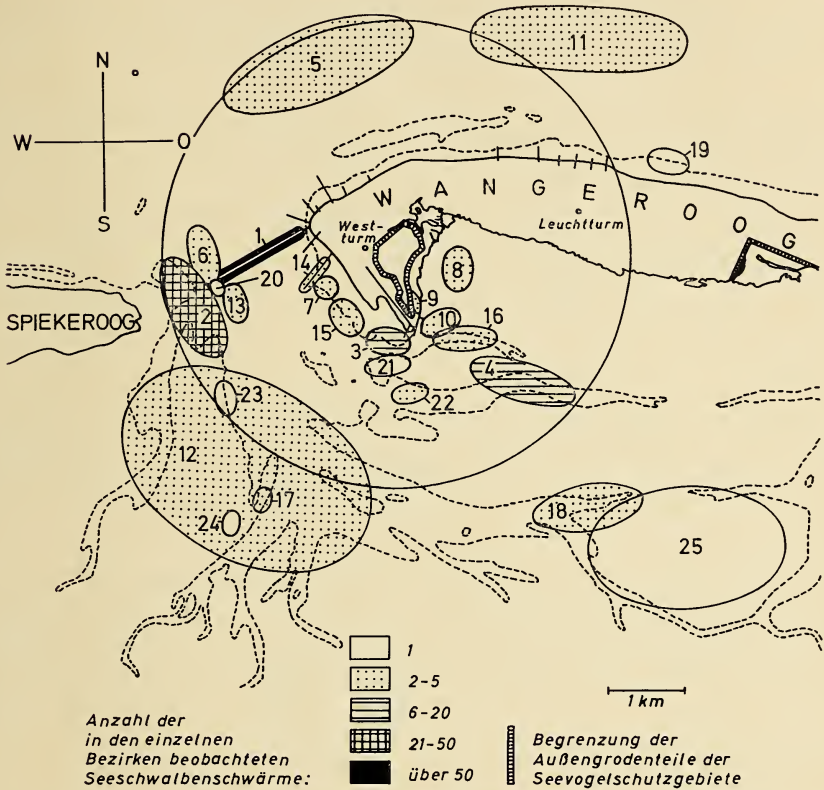 5
11
N
W
O
S
19
W A N G E R O O G
West-
turm
Leuchtturm
1
6
14
8
20
7
9
13
2
10
16
15
SPIEKEROOG
3
21
4
23
22
12
17
18
24
25
1
2-5
6-20
21-50
über 50
1 km
Anzahl der
in den einzelnen
Bezirken beobachteten
Seeschwalbenschwärme:
Begrenzung der
Außengrodenteile der
Seevogelschutzgebiete